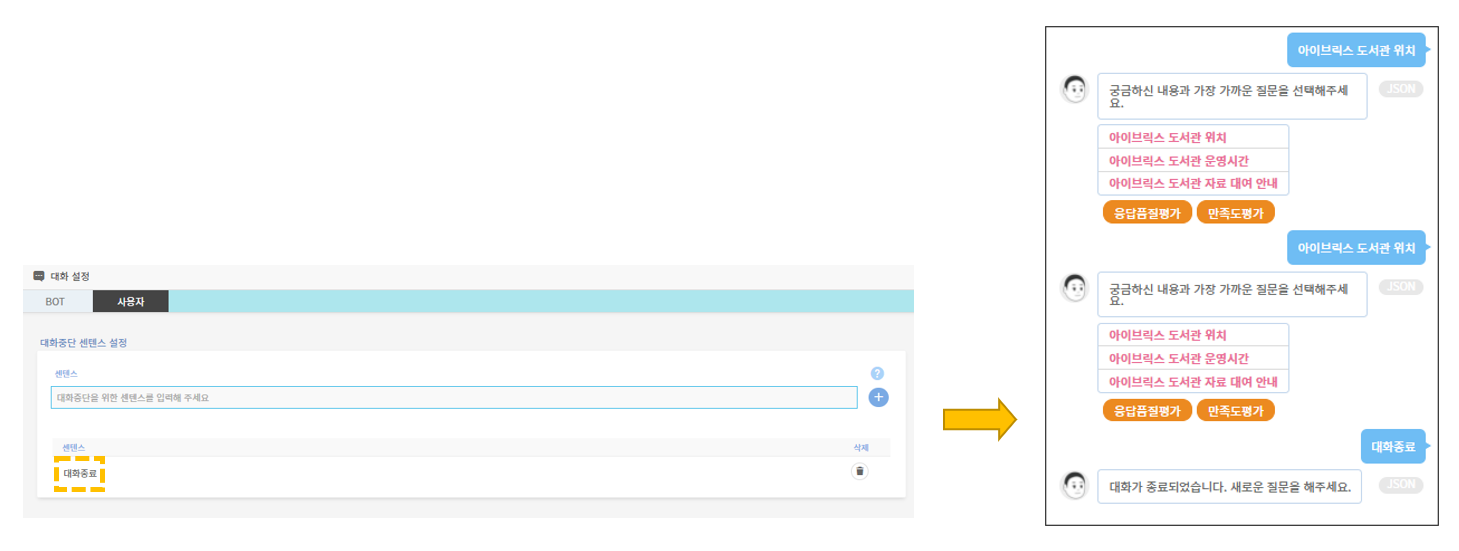 대화 설정
BOT
사용자
대화중단 센텐스 설정
센텐스
?
대화중단을 위한 센텐스를 입력해 주세요
+
센텐스
삭제
대화종료
아이브릭스 도서관 위치
궁금하신 내용과 가장 가까운 질문을 선택해주세
요.
JSON
아이브릭스 도서관 위치
아이브릭스 도서관 운영시간
아이브릭스 도서관 자료 대여 안내
응답품절평가
만족도평가
아이브릭스 도서관 위치
궁금하신 내용과 가장 가까운 질문을 선택해주세
요.
JSON
아이브릭스 도서관 위치
아이브릭스 도서관 운영시간
아이브릭스 도서관 자료 대여 안내
응답품절평가
만족도평가
대화종료
대화가 종료되었습니다. 새로운 질문을 해주세요.
JSON